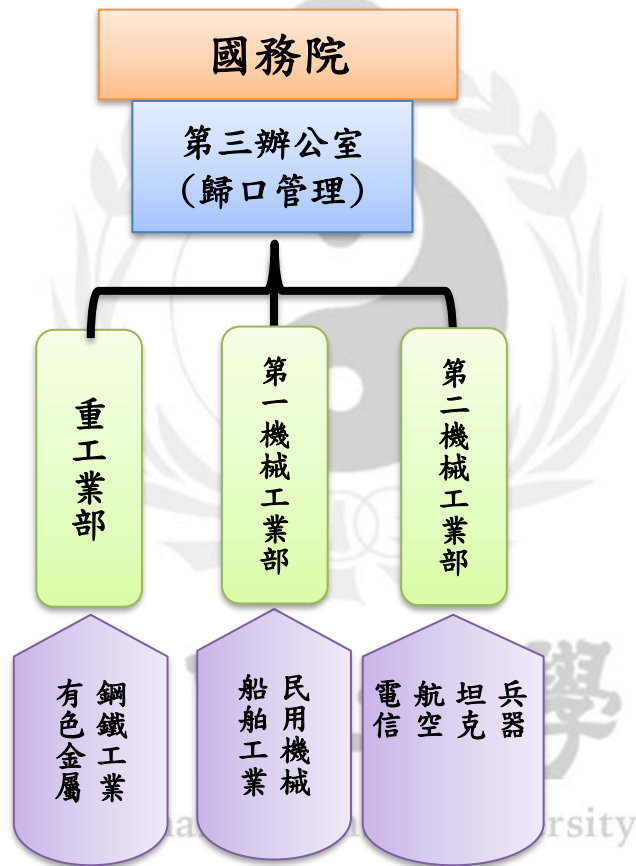 國務院
第三辦公室
(歸口管理)
重工業部
第一機械工業部
第二機械工業部
鋼鐵工業
有色金屬
民用機械
船舶工業
兵器
坦克
航空
電信
學
rsity